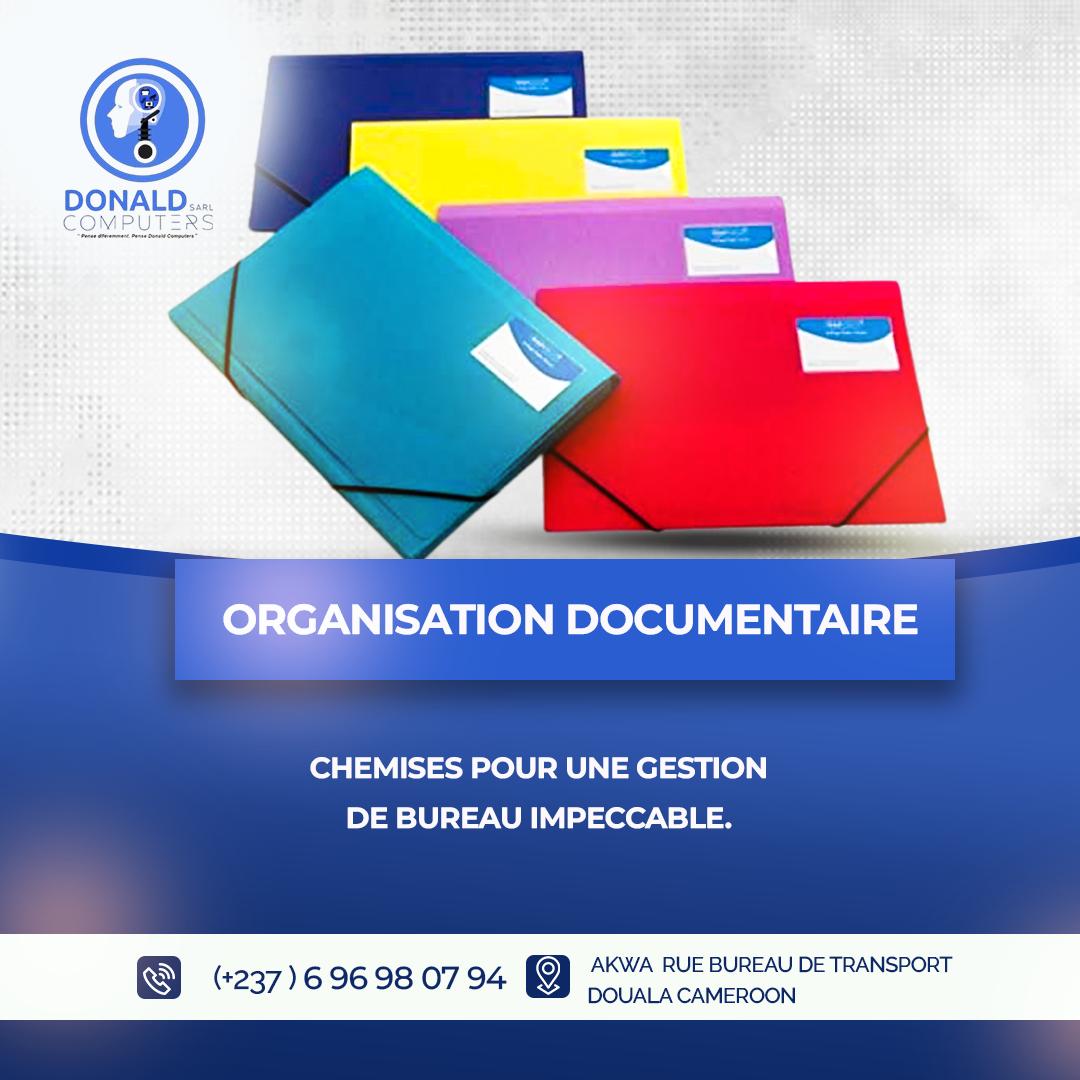 DONALD SARL
COMPUTERS
" Pense différemment, Pense Donald Computers "
ORGANISATION DOCUMENTAIRE
CHEMISES POUR UNE GESTION
DE BUREAU IMPECCABLE.
(+237 ) 6 96 98 07 94
AKWA RUE BUREAU DE TRANSPORT
DOUALA CAMEROON